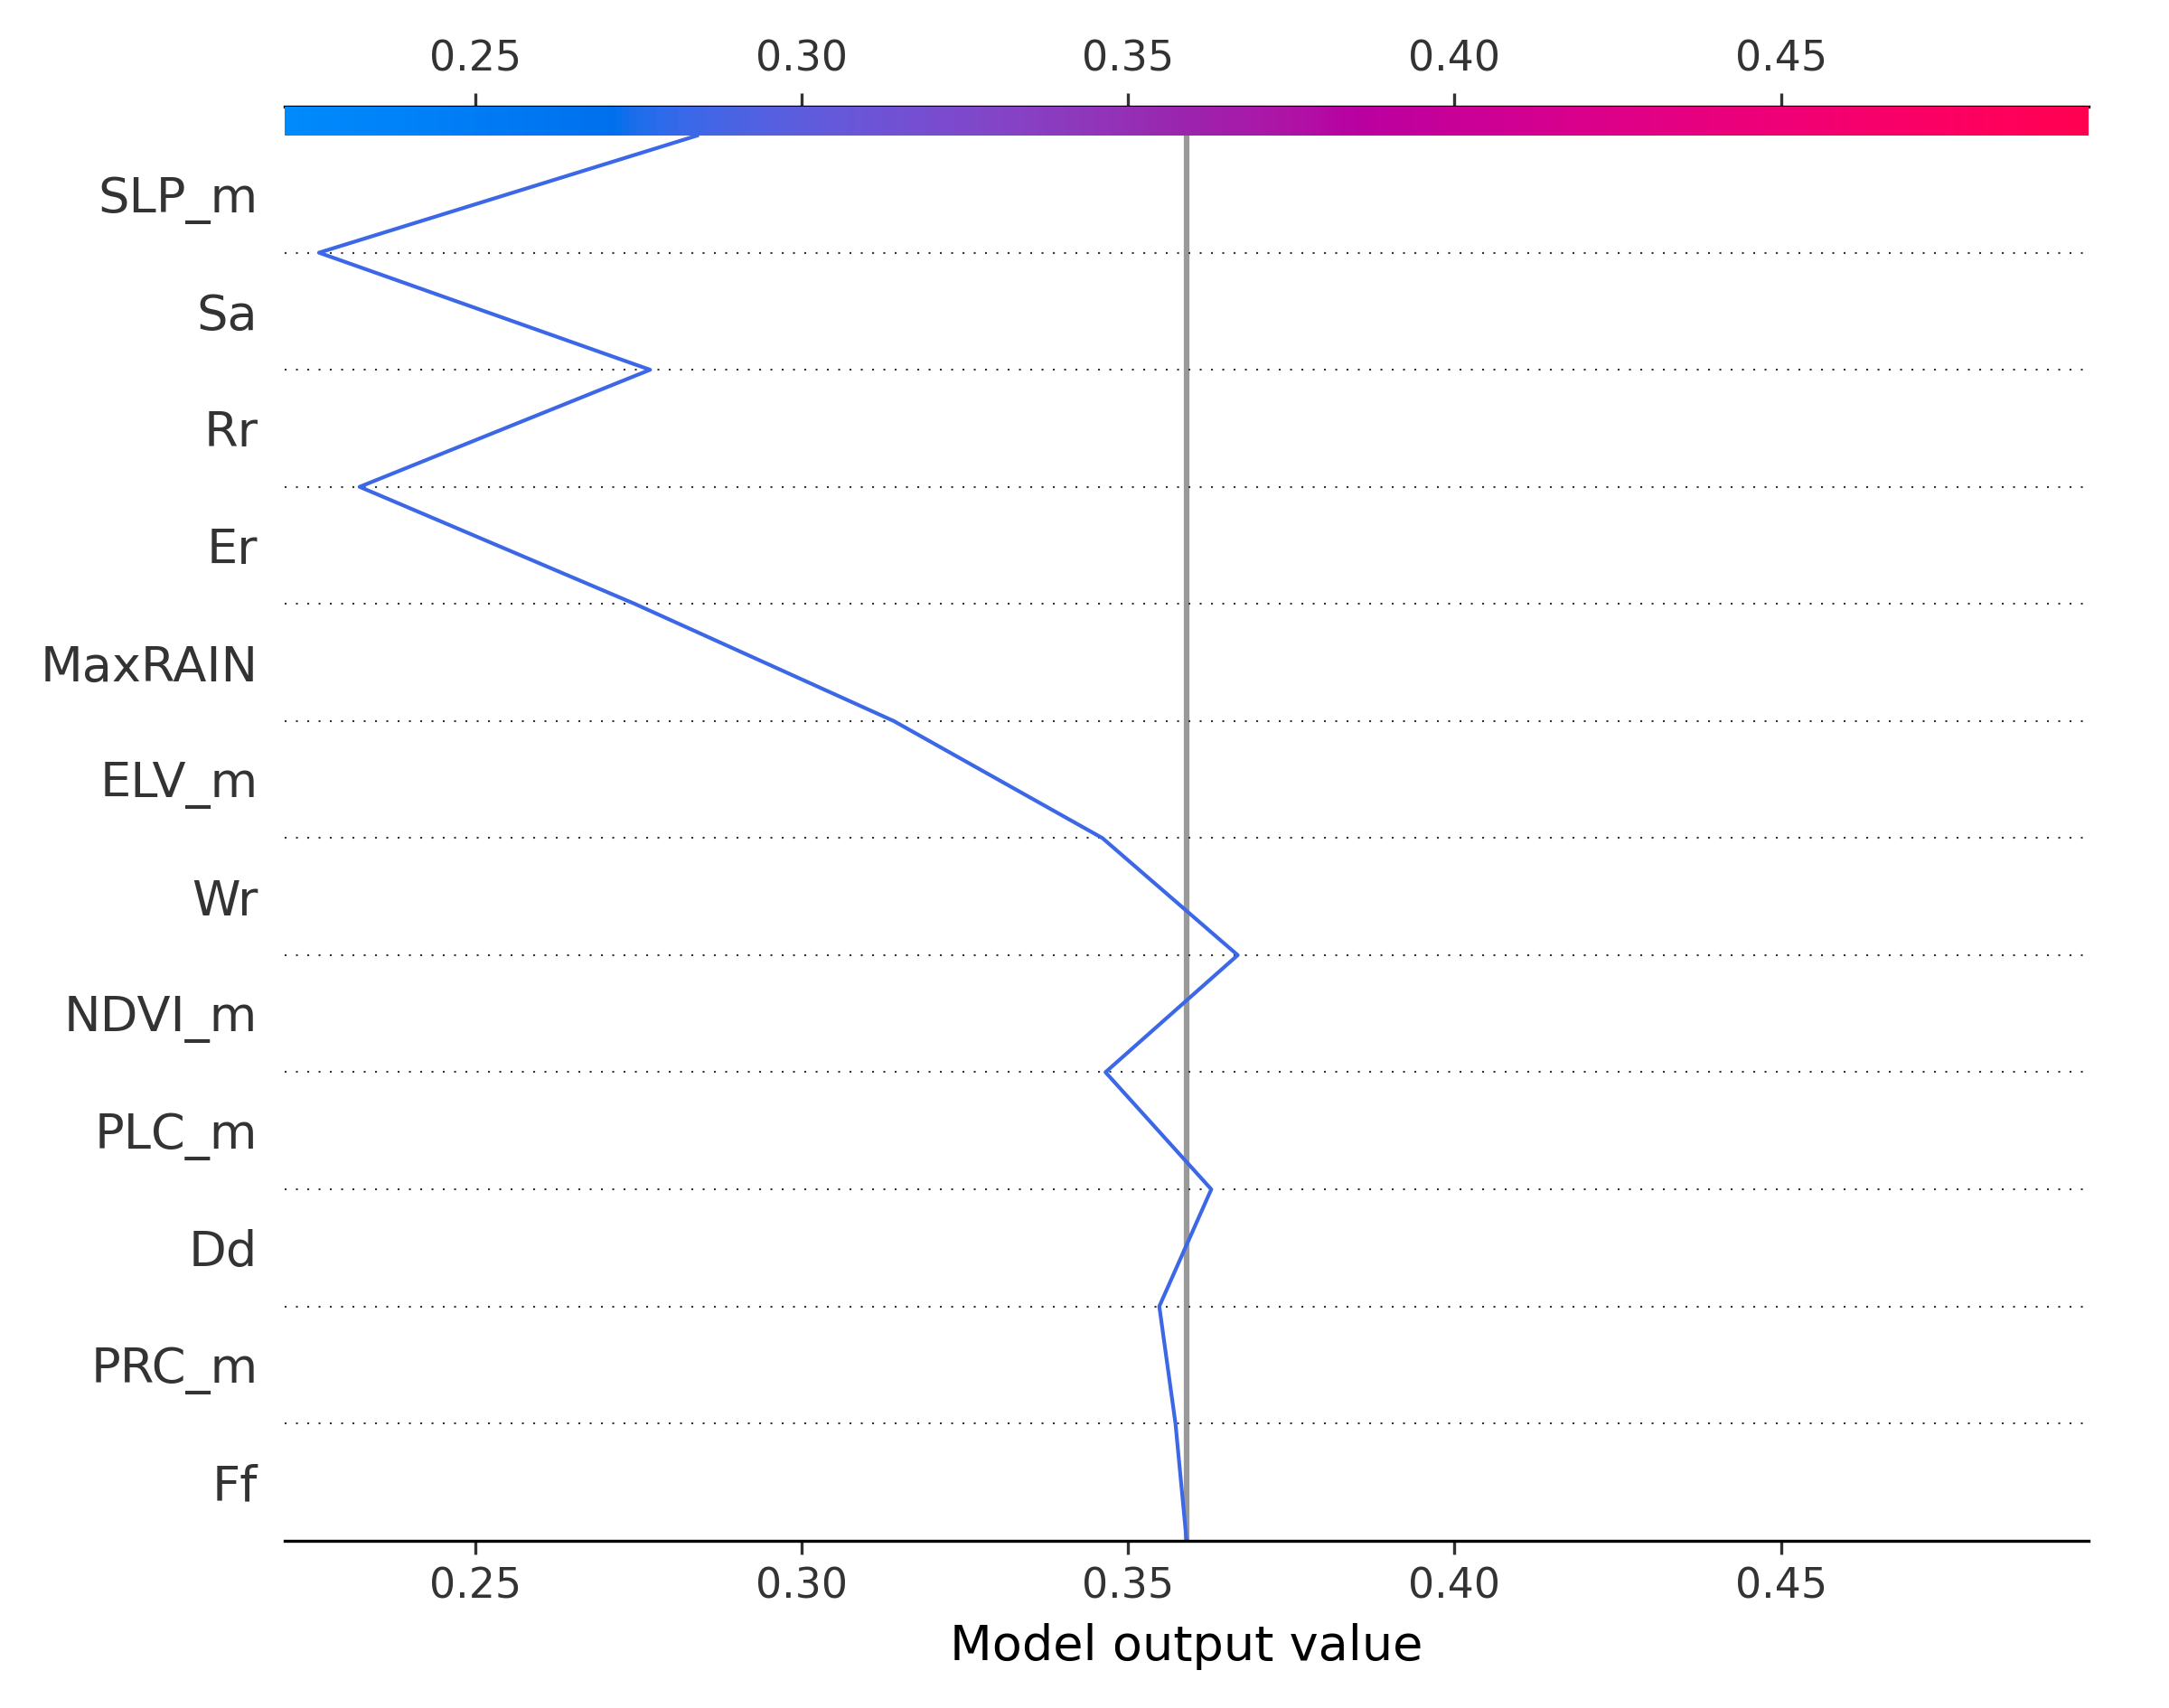 0.25 0.30 0.35 0.40 0.45
SLP_m
Sa
Rr
Er
MaxRAIN
ELV_m
Wr
NDVI_m
PLC_m
Dd
PRC_m
Ff
0.25 0.30 0.35 0.40 0.45
Model output value